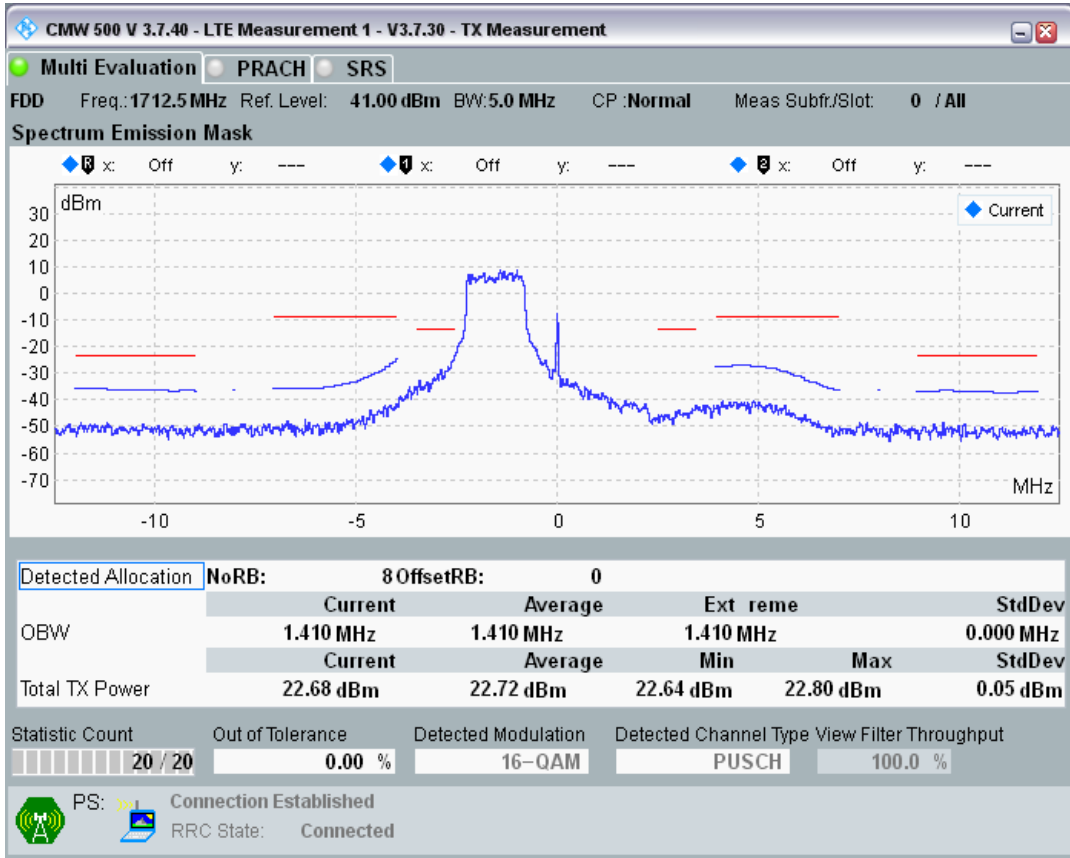 CMW 500 V 3.7.40 - LTE Measurement 1 - V3.7.30 - TX Measurement
Multi Evaluation PRACH SRS
FDD Freq.: 1712.5 MHz Ref. Level: 41.00 dBm BW: 5.0 MHz CP : Normal Meas Subfr./Slot: 0 / All
Spectrum Emission Mask
R x: Off y: --- 1 x: Off y: --- 2 x: Off y: ---
dBm
Current
30
20
10
0
-10
-20
-30
-40
-50
-60
-70
MHz
-10 -5 0 5 10
Detected Allocation NoRB: 8 OffsetRB: 0
Current Average Ext reme StdDev
OBW 1.410 MHz 1.410 MHz 1.410 MHz 0.000 MHz
Current Average Min Max StdDev
Total TX Power 22.68 dBm 22.72 dBm 22.64 dBm 22.80 dBm 0.05 dBm
Statistic Count Out of Tolerance Detected Modulation Detected Channel Type View Filter Throughput
20 / 20 0.00 % 16-QAM PUSCH 100.0 %
PS: Connection Established
RRC State: Connected